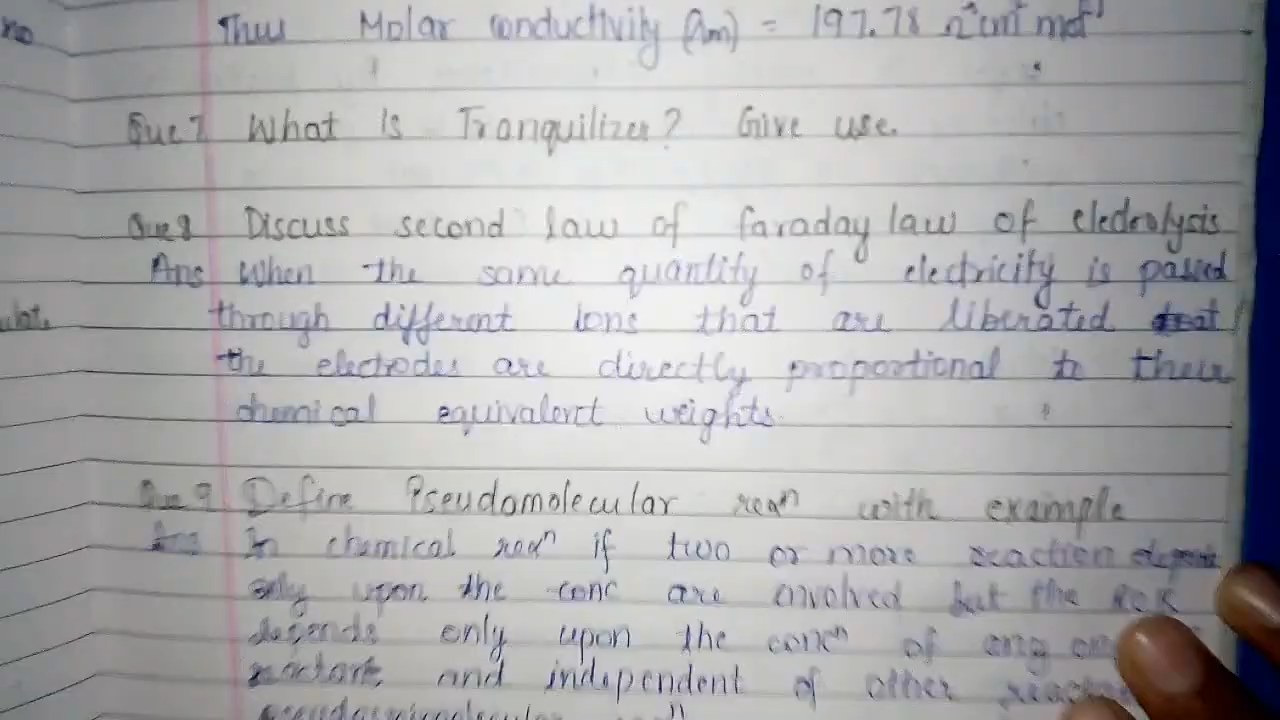 no
Thus Molar conductivity (λm) = 197.78 Ω⁻¹cm² mol⁻¹
Que 7 What is Tranquilizer? Give use.
Que 8 Discuss second law of faraday law of electrolysis
Ans When the same quantity of electricity is passed
through different ions that are liberated at
the electrodes are directly proportional to their
chemical equivalent weights.
Que 9 Define Pseudomolecular reaⁿ with example
Ans In chemical reaⁿ if two or more reaction
only upon the conc are involved but the
depends only upon the concⁿ of any
and independent of other